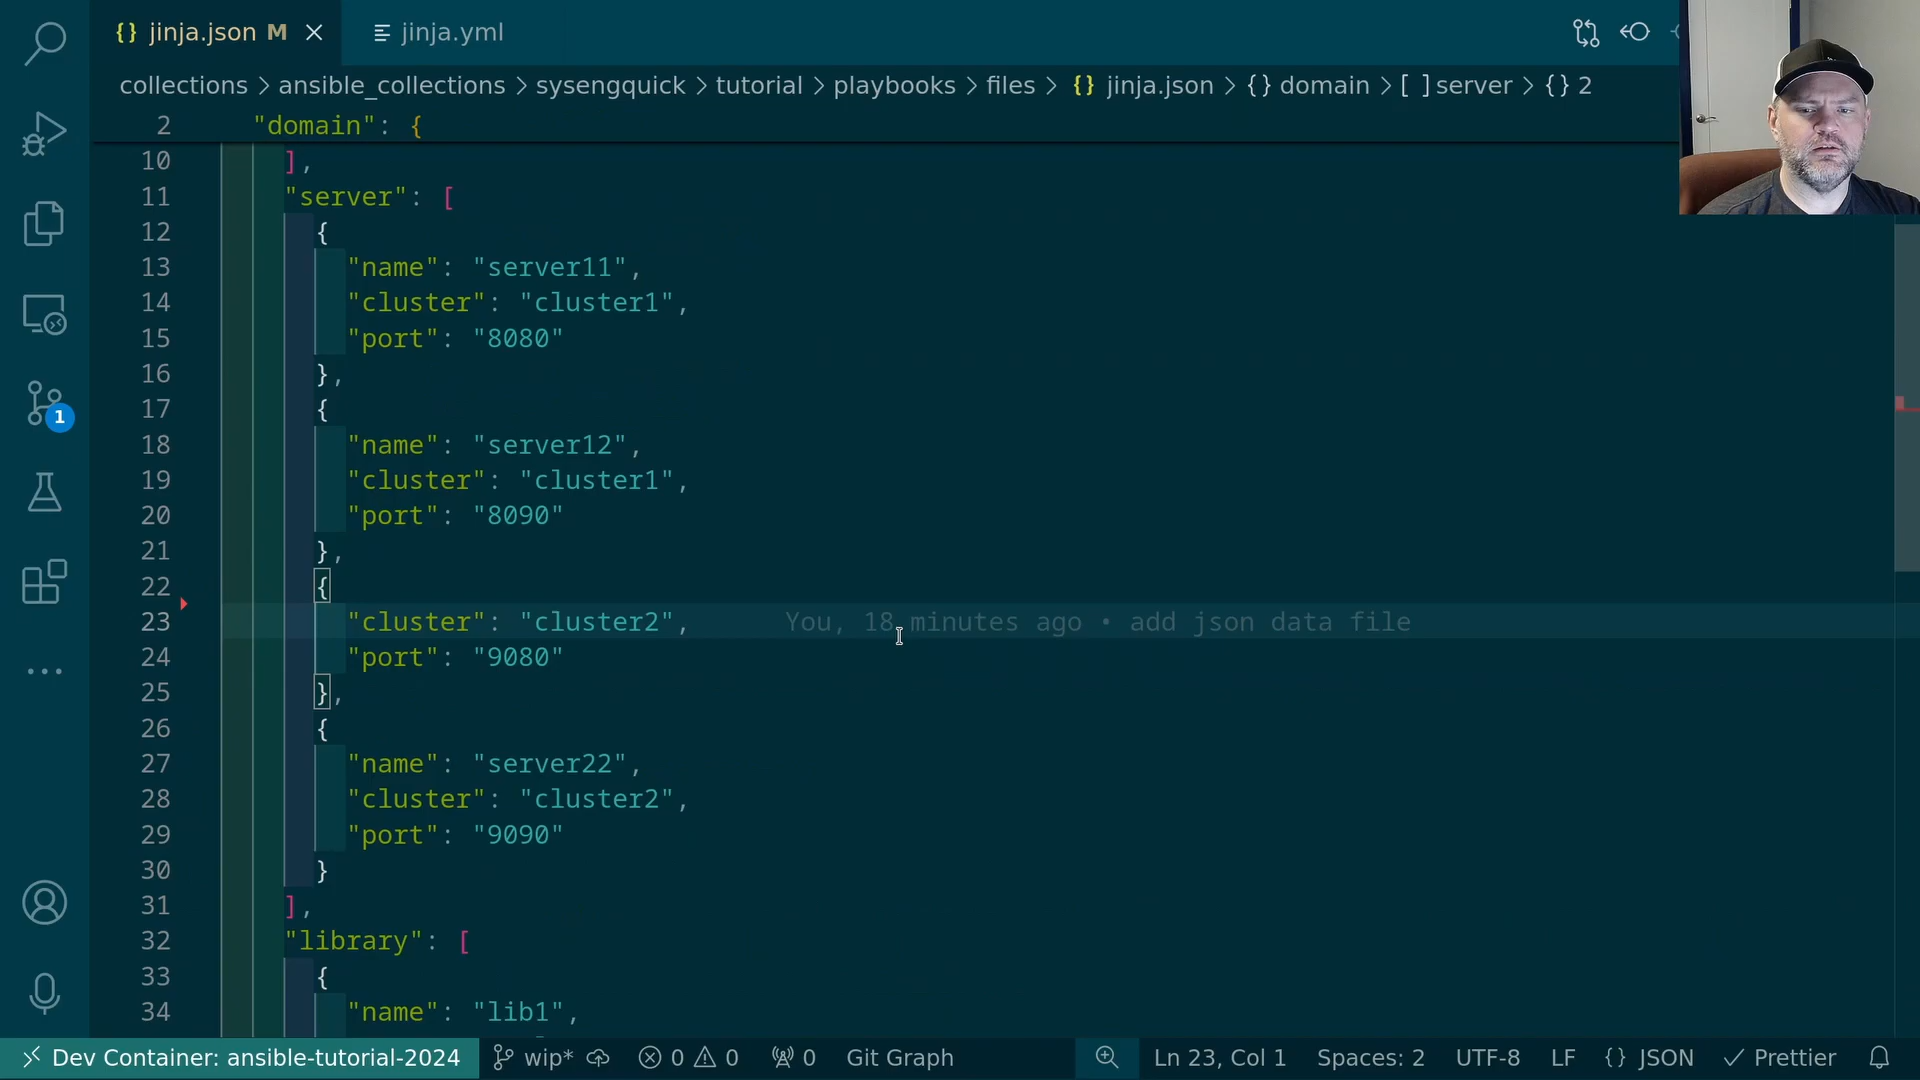 {} jinja.json M
jinja.yml
collections > ansible_collections > sysengquick > tutorial > playbooks > files > {} jinja.json > {} domain > [ ] server > {} 2
2 "domain": {
10 ],
11 "server": [
12 {
13 "name": "server11",
14 "cluster": "cluster1",
15 "port": "8080"
16 },
17 {
18 "name": "server12",
19 "cluster": "cluster1",
20 "port": "8090"
21 },
22 {
23 "cluster": "cluster2", You, 18 minutes ago • add json data file
24 "port": "9080"
25 },
26 {
27 "name": "server22",
28 "cluster": "cluster2",
29 "port": "9090"
30 }
31 ],
32 "library": [
33 {
34 "name": "lib1",
1
Dev Container: ansible-tutorial-2024 wip* 0 0 0 Git Graph Ln 23, Col 1 Spaces: 2 UTF-8 LF {} JSON Prettier